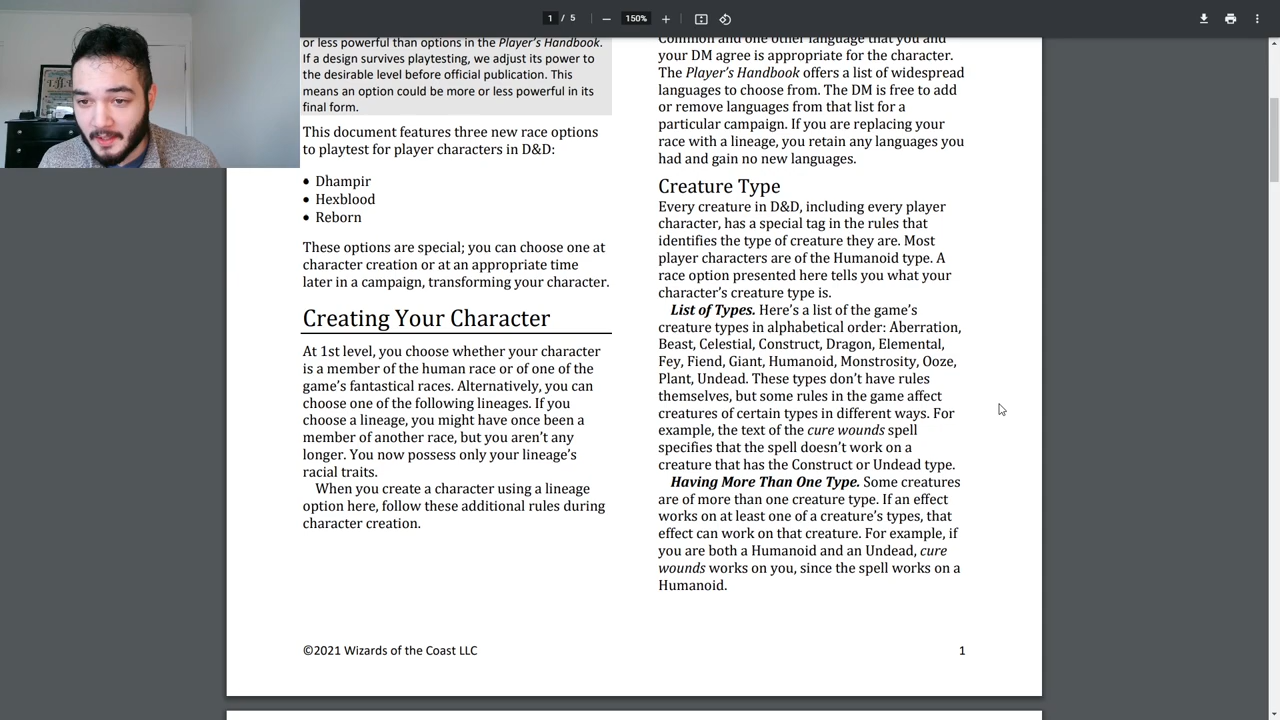 1 / 5
150%
or less powerful than options in the Player's Handbook.
If a design survives playtesting, we adjust its power to
the desirable level before official publication. This
means an option could be more or less powerful in its
final form.
This document features three new race options
to playtest for player characters in D&D:
• Dhampir
• Hexblood
• Reborn
These options are special; you can choose one at
character creation or at an appropriate time
later in a campaign, transforming your character.
Creating Your Character
At 1st level, you choose whether your character
is a member of the human race or of one of the
game's fantastical races. Alternatively, you can
choose one of the following lineages. If you
choose a lineage, you might have once been a
member of another race, but you aren't any
longer. You now possess only your lineage's
racial traits.
When you create a character using a lineage
option here, follow these additional rules during
character creation.
Common and one other language that you and
your DM agree is appropriate for the character.
The Player's Handbook offers a list of widespread
languages to choose from. The DM is free to add
or remove languages from that list for a
particular campaign. If you are replacing your
race with a lineage, you retain any languages you
had and gain no new languages.
Creature Type
Every creature in D&D, including every player
character, has a special tag in the rules that
identifies the type of creature they are. Most
player characters are of the Humanoid type. A
race option presented here tells you what your
character's creature type is.
List of Types. Here's a list of the game's
creature types in alphabetical order: Aberration,
Beast, Celestial, Construct, Dragon, Elemental,
Fey, Fiend, Giant, Humanoid, Monstrosity, Ooze,
Plant, Undead. These types don't have rules
themselves, but some rules in the game affect
creatures of certain types in different ways. For
example, the text of the cure wounds spell
specifies that the spell doesn't work on a
creature that has the Construct or Undead type.
Having More Than One Type. Some creatures
are of more than one creature type. If an effect
works on at least one of a creature's types, that
effect can work on that creature. For example, if
you are both a Humanoid and an Undead, cure
wounds works on you, since the spell works on a
Humanoid.
©2021 Wizards of the Coast LLC
1